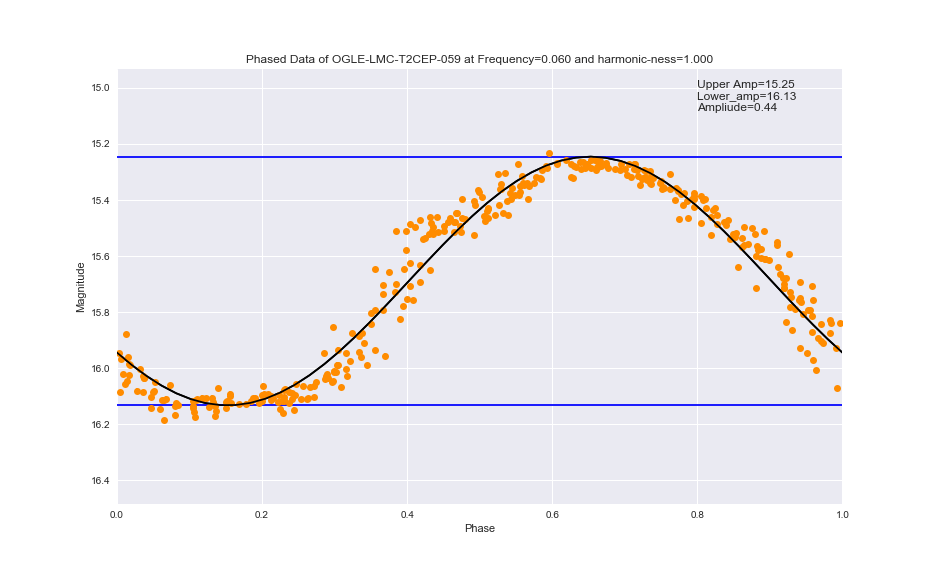 Phased Data of OGLE-LMC-T2CEP-059 at Frequency=0.060 and harmonic-ness=1.000
Upper Amp=15.25
Lower_amp=16.13
Ampliude=0.44
15.0
15.2
15.4
15.6
15.8
16.0
16.2
16.4
Magnitude
0.0 0.2 0.4 0.6 0.8 1.0
Phase